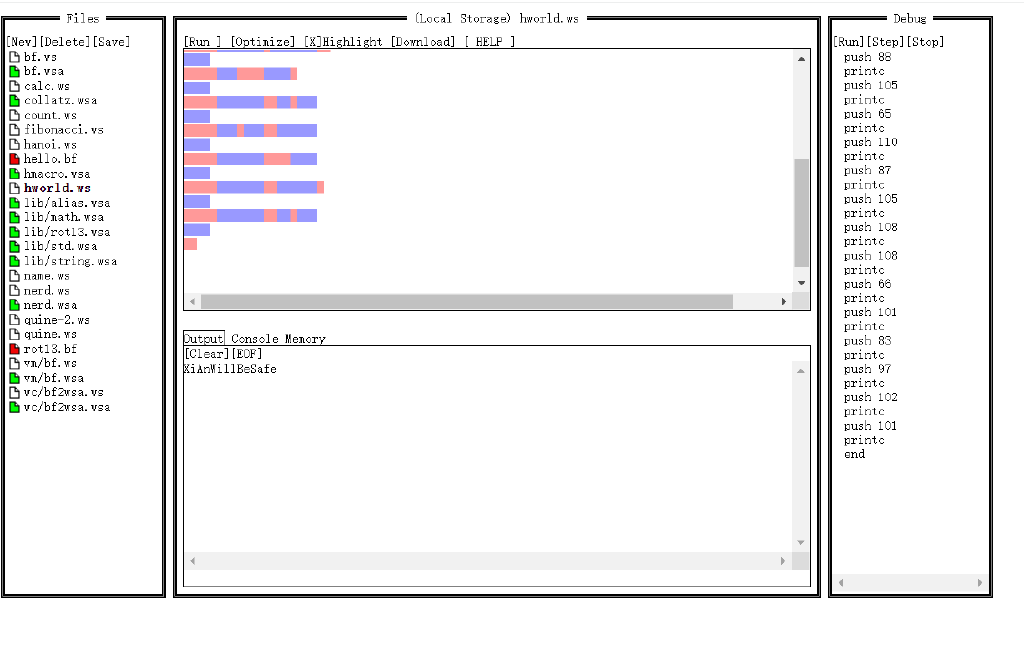 Files
[New][Delete][Save]
bf.ws
bf.wsa
calc.ws
collatz.wsa
count.ws
fibonacci.ws
hanoi.ws
hello.bf
hmacro.wsa
hworld.ws
lib/alias.wsa
lib/math.wsa
lib/rot13.wsa
lib/std.wsa
lib/string.wsa
name.ws
nerd.ws
nerd.wsa
quine-2.ws
quine.ws
rot13.bf
vm/bf.ws
vm/bf.wsa
vc/bf2wsa.ws
vc/bf2wsa.wsa
(Local Storage) hworld.ws
[Run ] [Optimize] [X]Highlight [Download] [ HELP ]
Output Console Memory
[Clear][EOF]
XiAnWillBeSafe
Debug
[Run][Step][Stop]
push 88
printc
push 105
printc
push 65
printc
push 110
printc
push 87
printc
push 105
printc
push 108
printc
push 108
printc
push 66
printc
push 101
printc
push 83
printc
push 97
printc
push 102
printc
push 101
printc
end